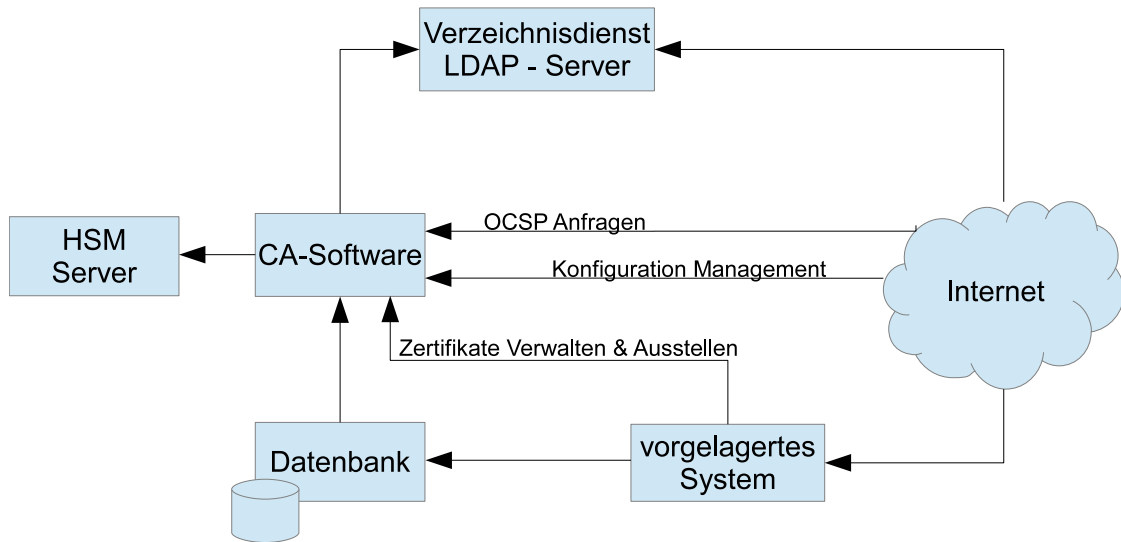 Verzeichnisdienst
LDAP - Server
OCSP Anfragen
HSM
Server
CA-Software
Konfiguration Management
Internet
Zertifikate Verwalten & Ausstellen
Datenbank
vorgelagertes
System